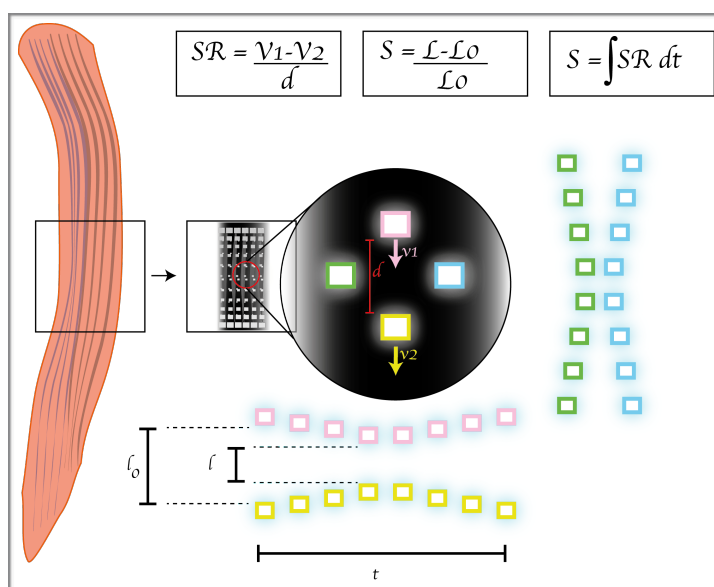 SR = V1-V2
d
S = L-L0
L0
S = ∫SR dt
v1
d
v2
l0
l
t